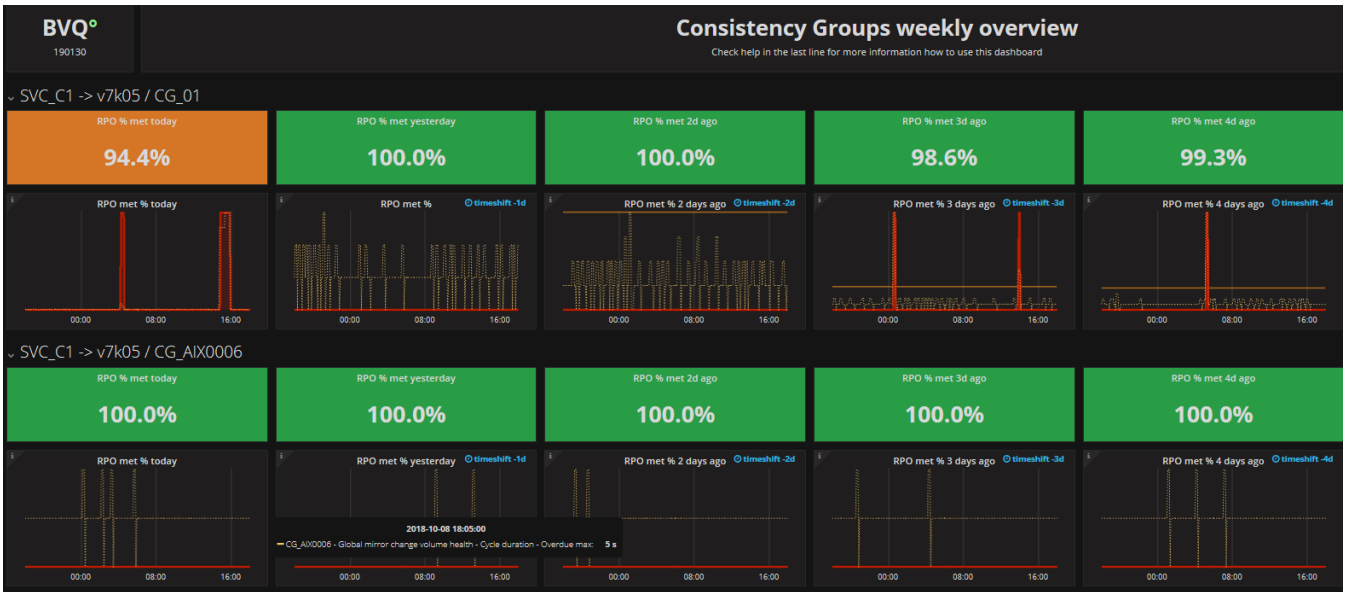 BVQ°
190130
Consistency Groups weekly overview
Check help in the last line for more information how to use this dashboard
SVC_C1 -> v7k05 / CG_01
RPO % met today
94.4%
RPO % met yesterday
100.0%
RPO % met 2d ago
100.0%
RPO % met 3d ago
98.6%
RPO % met 4d ago
99.3%
RPO met % today
00:00 08:00 16:00
RPO met % timeshift -1d
00:00 08:00 16:00
RPO met % 2 days ago timeshift -2d
00:00 08:00 16:00
RPO met % 3 days ago timeshift -3d
00:00 08:00 16:00
RPO met % 4 days ago timeshift -4d
00:00 08:00 16:00
SVC_C1 -> v7k05 / CG_AIX0006
RPO % met today
100.0%
RPO % met yesterday
100.0%
RPO % met 2d ago
100.0%
RPO % met 3d ago
100.0%
RPO % met 4d ago
100.0%
RPO met % today
00:00 08:00 16:00
RPO met % yesterday timeshift -1d
2018-10-08 18:05:00
CG_AIX0006 - Global mirror change volume health - Cycle duration - Overdue max: 5 s
00:00 08:00 16:00
RPO met % 2 days ago timeshift -2d
00:00 08:00 16:00
RPO met % 3 days ago timeshift -3d
00:00 08:00 16:00
RPO met % 4 days ago timeshift -4d
00:00 08:00 16:00